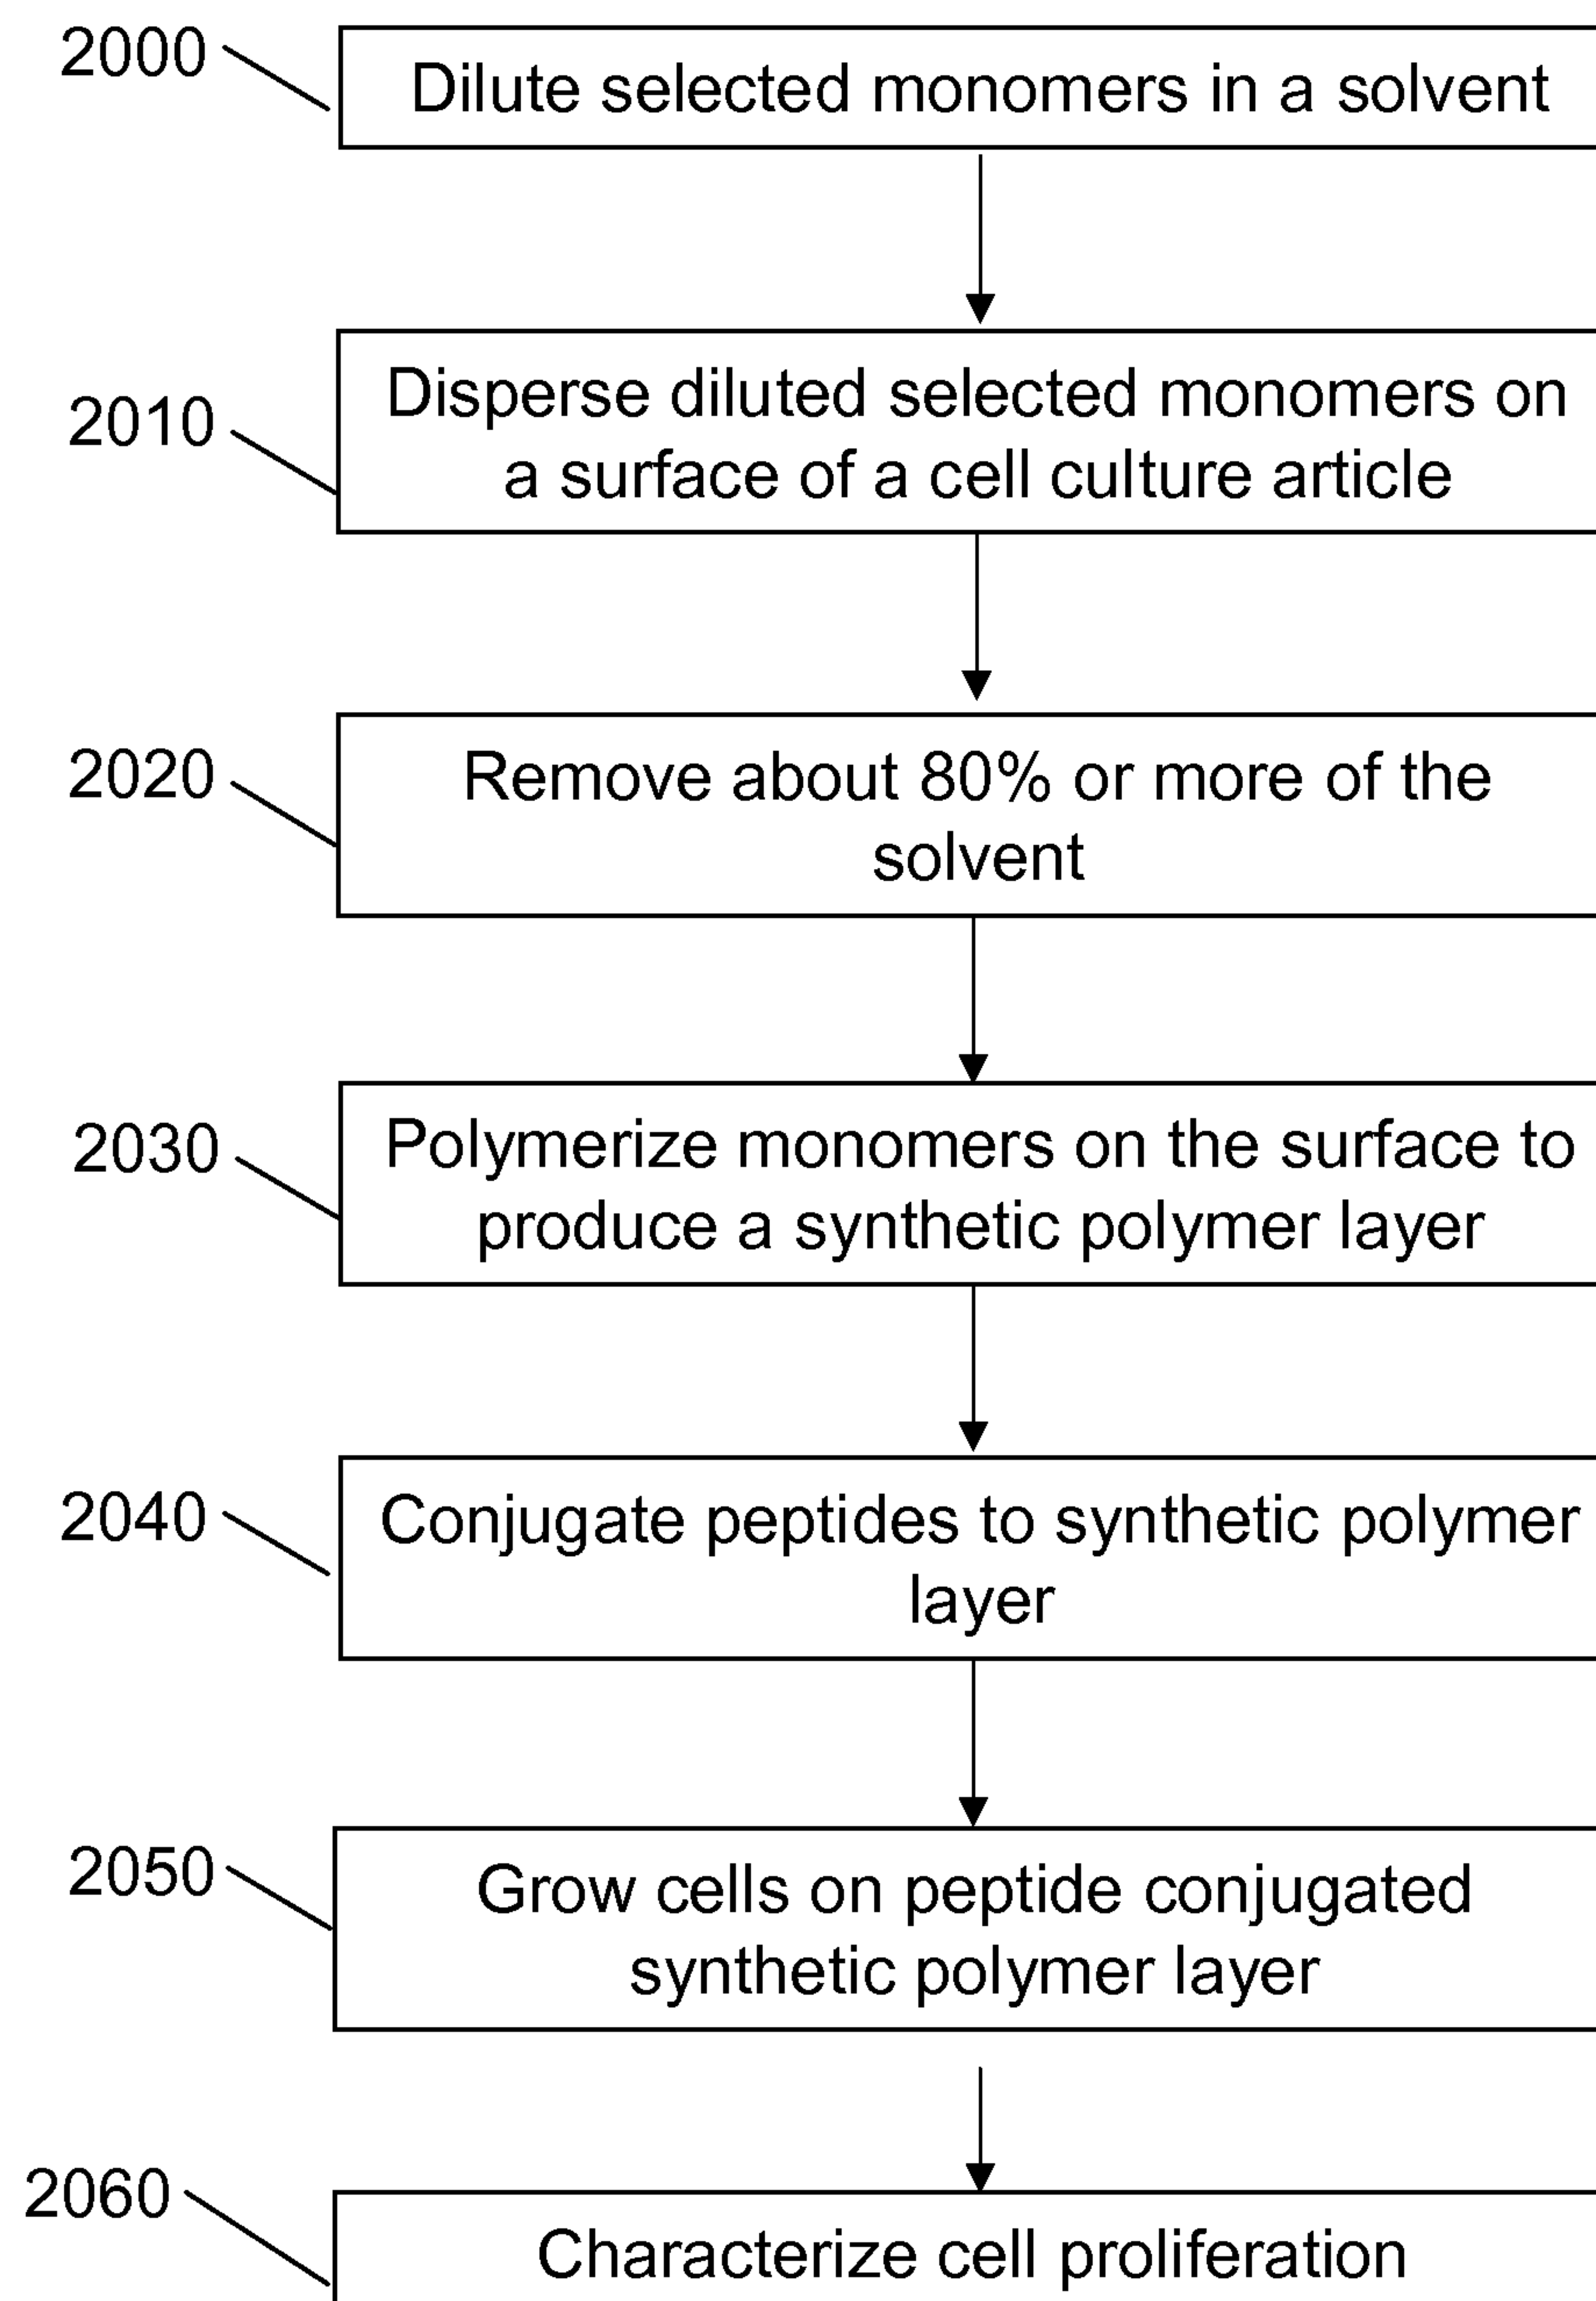 2000
Dilute selected monomers in a solvent
2010
Disperse diluted selected monomers on
a surface of a cell culture article
2020
Remove about 80% or more of the
solvent
2030
Polymerize monomers on the surface to
produce a synthetic polymer layer
2040
Conjugate peptides to synthetic polymer
layer
2050
Grow cells on peptide conjugated
synthetic polymer layer
2060
Characterize cell proliferation